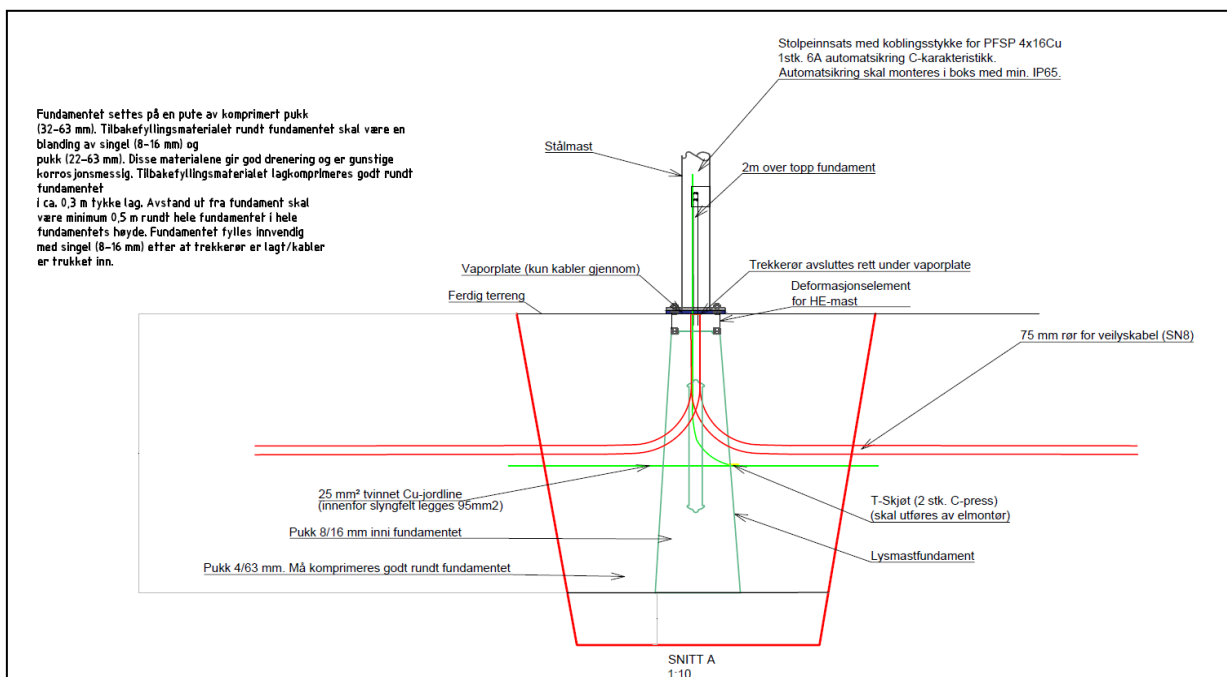 Stolpeinnsats med koblingsstykke for PFSP 4x16Cu
1stk. 6A automatsikring C-karakteristikk.
Automatsikring skal monteres i boks med min. IP65.
Fundamentet settes på en pute av komprimert pukk
(32-63 mm). Tilbakefyllingsmaterialet rundt fundamentet skal være en
blanding av singel (8-16 mm) og
pukk (22-63 mm). Disse materialene gir god drenering og er gunstige
korrosjonsmessig. Tilbakefyllingsmaterialet lagkomprimeres godt rundt
fundamentet
i ca. 0,3 m tykke lag. Avstand ut fra fundament skal
være minimum 0,5 m rundt hele fundamentet i hele
fundamentets høyde. Fundamentet fylles innvendig
med singel (8-16 mm) etter at trekkerør er lagt/kabler
er trukket inn.
Stålmast
2m over topp fundament
Vaporplate (kun kabler gjennom)
Trekkerør avsluttes rett under vaporplate
Ferdig terreng
Deformasjonselement
for HE-mast
75 mm rør for veilyskabel (SN8)
25 mm² tvinnet Cu-jordline
(innenfor slyngfelt legges 95mm2)
T-Skjøt (2 stk. C-press)
(skal utføres av elmontør)
Pukk 8/16 mm inni fundamentet
Lysmastfundament
Pukk 4/63 mm. Må komprimeres godt rundt fundamentet
SNITT A
1:10